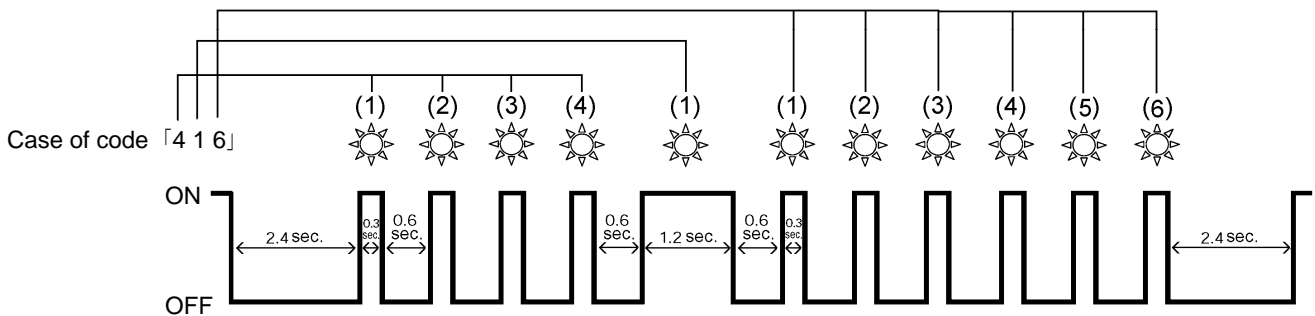 (1) (2) (3) (4) (1) (1) (2) (3) (4) (5) (6)
Case of code「4 1 6」
ON
0.3 sec. 0.6 sec. 0.6 sec. 0.6 sec. 0.3 sec.
2.4 sec. 1.2 sec. 2.4 sec.
OFF